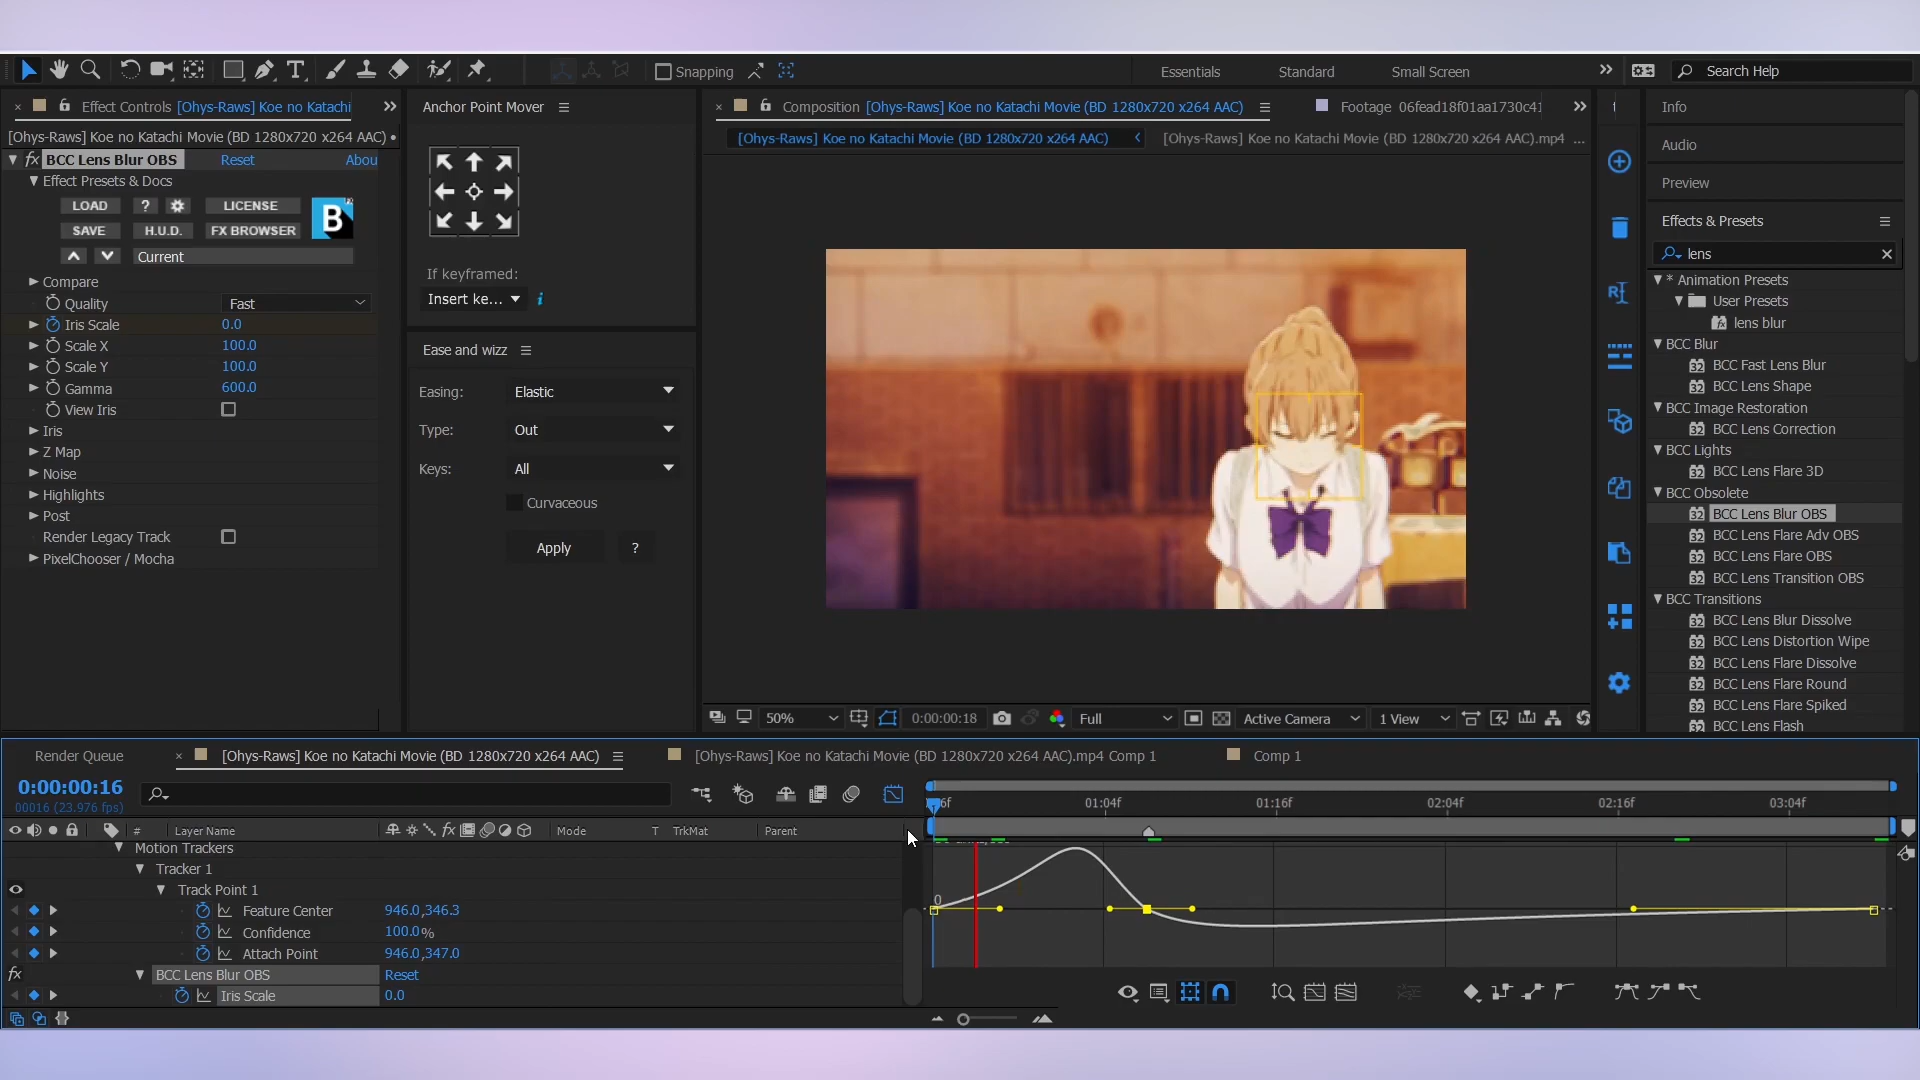 Snapping
Essentials
Standard
Small Screen
Search Help
Effect Controls [Ohys-Raws] Koe no Katachi
[Ohys-Raws] Koe no Katachi Movie (BD 1280x720 x264 AAC) •
fx BCC Lens Blur OBS Reset Abou
Effect Presets & Docs
LOAD ? LICENSE
B
SAVE H.U.D. FX BROWSER
Current
Compare
Quality Fast
Iris Scale 0.0
Scale X 100.0
Scale Y 100.0
Gamma 600.0
View Iris
Iris
Z Map
Noise
Highlights
Post
Render Legacy Track
PixelChooser / Mocha
Anchor Point Mover
If keyframed:
Insert ke...
Ease and wizz
Easing: Elastic
Type: Out
Keys: All
Curvaceous
Apply ?
Composition [Ohys-Raws] Koe no Katachi Movie (BD 1280x720 x264 AAC)
Footage 06fead18f01aa1730c41
[Ohys-Raws] Koe no Katachi Movie (BD 1280x720 x264 AAC) [Ohys-Raws] Koe no Katachi Movie (BD 1280x720 x264 AAC).mp4 ...
50% 0:00:00:18 Full Active Camera 1 View
Info
Audio
Preview
Effects & Presets
lens
* Animation Presets
User Presets
lens blur
BCC Blur
BCC Fast Lens Blur
BCC Lens Shape
BCC Image Restoration
BCC Lens Correction
BCC Lights
BCC Lens Flare 3D
BCC Obsolete
BCC Lens Blur OBS
BCC Lens Flare Adv OBS
BCC Lens Flare OBS
BCC Lens Transition OBS
BCC Transitions
BCC Lens Blur Dissolve
BCC Lens Distortion Wipe
BCC Lens Flare Dissolve
BCC Lens Flare Round
BCC Lens Flare Spiked
BCC Lens Flash
Render Queue
[Ohys-Raws] Koe no Katachi Movie (BD 1280x720 x264 AAC)
[Ohys-Raws] Koe no Katachi Movie (BD 1280x720 x264 AAC).mp4 Comp 1
Comp 1
0:00:00:16
00016 (23.976 fps)
# Layer Name Mode T TrkMat Parent
01:04f 01:16f 02:04f 02:16f 03:04f
Motion Trackers
Tracker 1
Track Point 1
Feature Center 946.0,346.3
Confidence 100.0%
Attach Point 946.0,347.0
fx BCC Lens Blur OBS Reset
Iris Scale 0.0
0